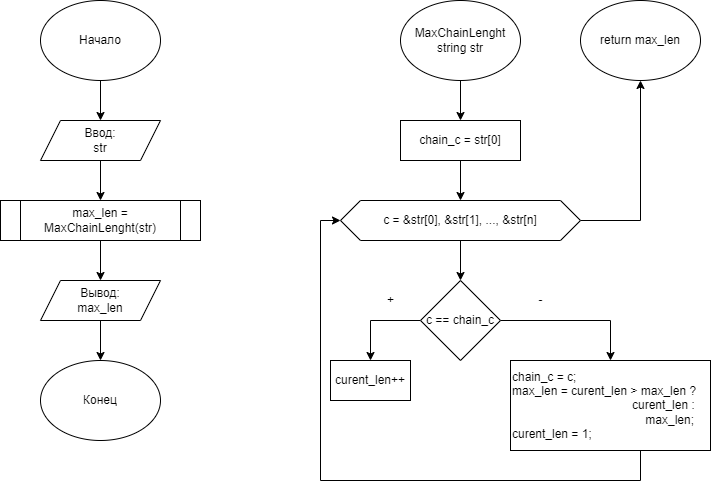 Начало
Ввод:
str
max_len =
MaxChainLenght(str)
Вывод:
max_len
Конец
MaxChainLenght
string str
chain_c = str[0]
c = &str[0], &str[1], ..., &str[n]
c == chain_c
+
-
curent_len++
chain_c = c;
max_len = curent_len > max_len ?
curent_len :
max_len;
curent_len = 1;
return max_len